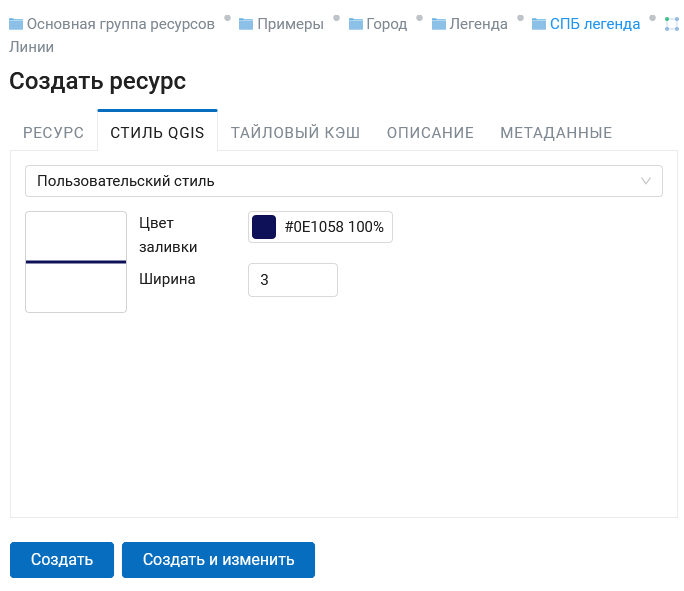 Основная группа ресурсов Примеры Город Легенда СПБ легенда
Линии
Создать ресурс
РЕСУРС СТИЛЬ QGIS ТАЙЛОВЫЙ КЭШ ОПИСАНИЕ МЕТАДАННЫЕ
Пользовательский стиль
Цвет
заливки
#0E1058 100%
Ширина
3
Создать Создать и изменить